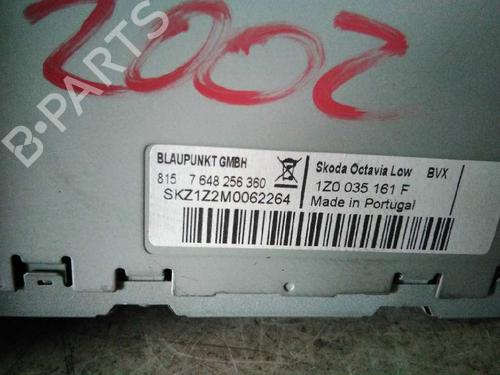 2002
B-PARTS
BLAUPUNKT GMBH
815 7 648 256 360
SKZ1Z2M0062264
Skoda Octavia Low BVX
1Z0 035 161 F
Made in Portugal